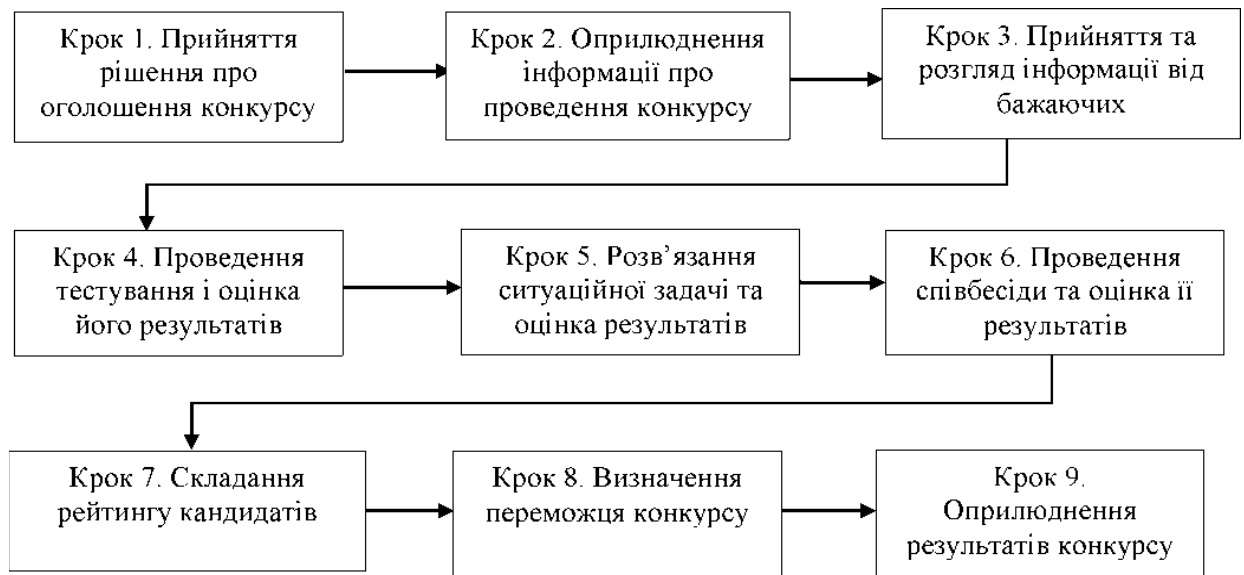 Крок 1. Прийняття
рішення про
оголошення конкурсу
Крок 2. Оприлюднення
інформації про
проведення конкурсу
Крок 3. Прийняття та
розгляд інформації від
бажаючих
Крок 4. Проведення
тестування і оцінка
його результатів
Крок 5. Розв’язання
ситуаційної задачі та
оцінка результатів
Крок 6. Проведення
співбесіди та оцінка її
результатів
Крок 7. Складання
рейтингу кандидатів
Крок 8. Визначення
переможця конкурсу
Крок 9.
Оприлюднення
результатів конкурсу